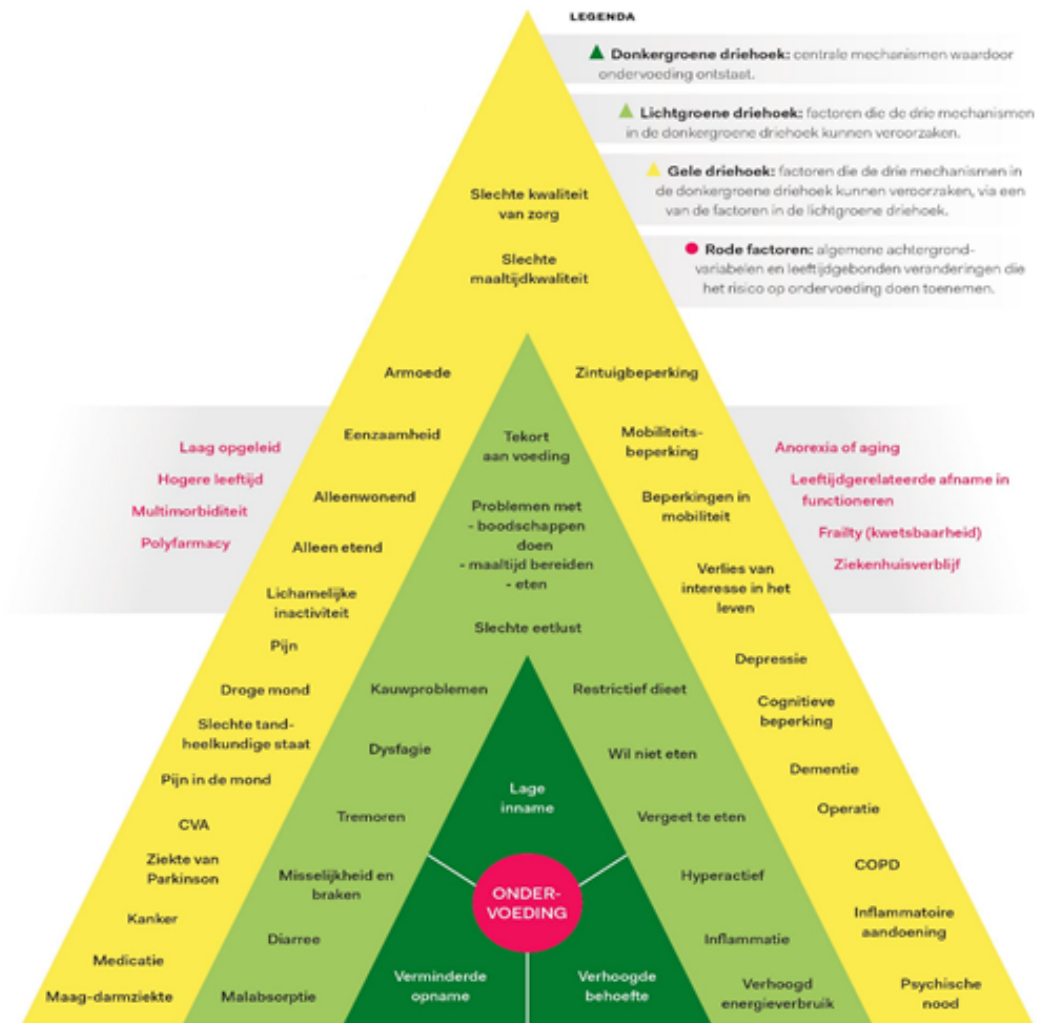 LEGENDA
Donkergroene driehoek: centrale mechanismen waardoor
ondervoeding ontstaat.
Lichtgroene driehoek: factoren die de drie mechanismen
in de donkergroene driehoek kunnen veroorzaken.
Gele driehoek: factoren die de drie mechanismen in
de donkergroene driehoek kunnen veroorzaken, via een
van de factoren in de lichtgroene driehoek.
Rode factoren: algemene achtergrond-
variabelen en leeftijdgebonden veranderingen die
het risico op ondervoeding doen toenemen.
Slechte kwaliteit
van zorg
Slechte
maaltijdkwaliteit
Armoede
Eenzaamheid
Alleenwonend
Alleen etend
Lichamelijke
inactiviteit
Pijn
Droge mond
Slechte tand-
heelkundige staat
Pijn in de mond
CVA
Ziekte van
Parkinson
Kanker
Medicatie
Maag-darmziekte
Zintuigbeperking
Mobiliteits-
beperking
Beperkingen in
mobiliteit
Verlies van
interesse in het
leven
Depressie
Cognitieve
beperking
Dementie
Operatie
COPD
Inflammatoire
aandoening
Psychische
nood
Laag opgeleid
Hogere leeftijd
Multimorbiditeit
Polyfarmacy
Anorexia of aging
Leeftijdgerelateerde afname in
functioneren
Frailty (kwetsbaarheid)
Ziekenhuisverblijf
Tekort
aan voeding
Problemen met
- boodschappen
doen
- maaltijd bereiden
- eten
Slechte eetlust
Kauwproblemen
Dysfagie
Tremoren
Misselijkheid en
braken
Diarree
Malabsorptie
Restrictief dieet
Wil niet eten
Vergeet te eten
Hyperactief
Inflammatie
Verhoogd
energieverbruik
Lage
inname
ONDER-
VOEDING
Verminderde
opname
Verhoogde
behoefte